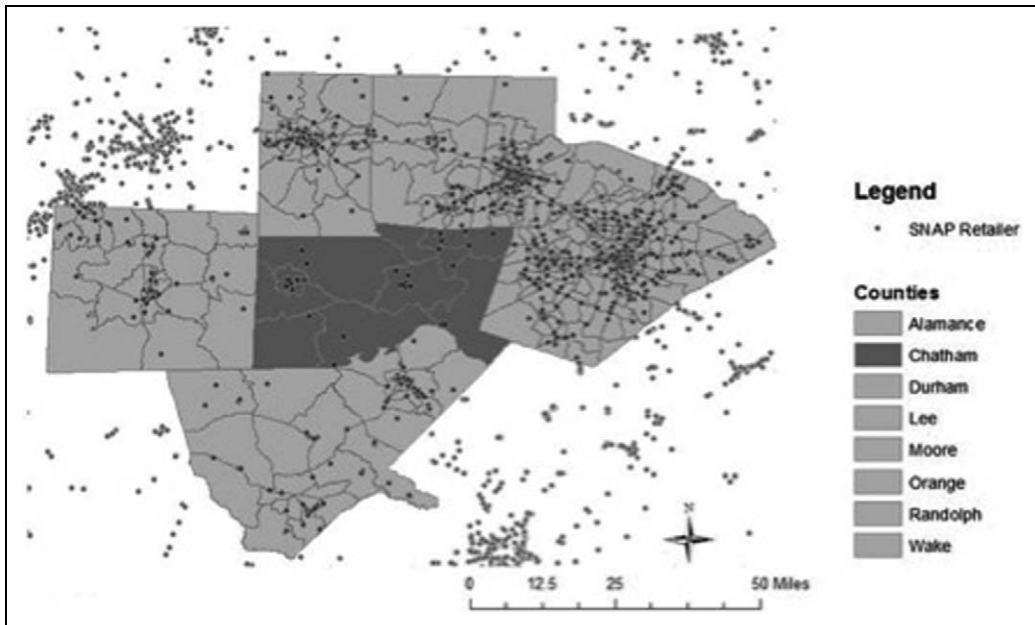 Legend
SNAP Retailer
Counties
Alamance
Chatham
Durham
Lee
Moore
Orange
Randolph
Wake
N
0 12.5 25 50 Miles